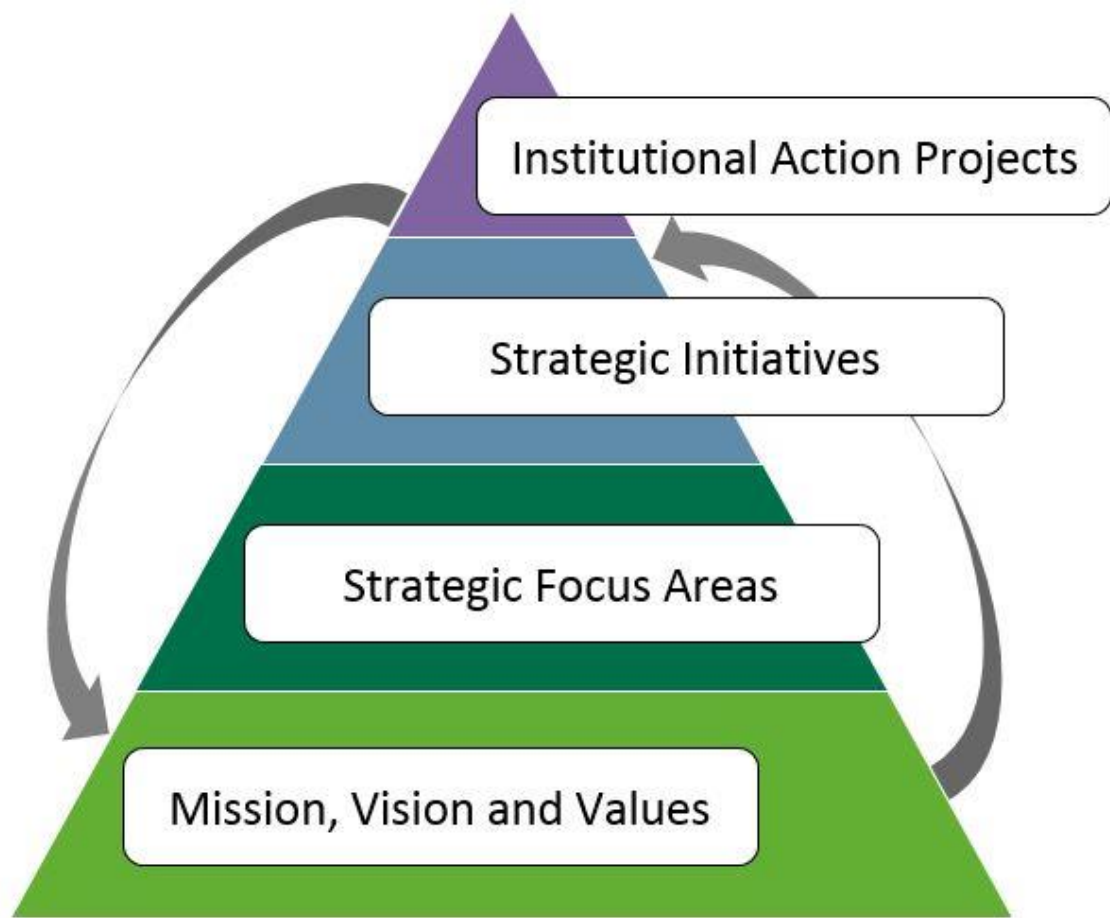 Institutional Action Projects
Strategic Initiatives
Strategic Focus Areas
Mission, Vision and Values